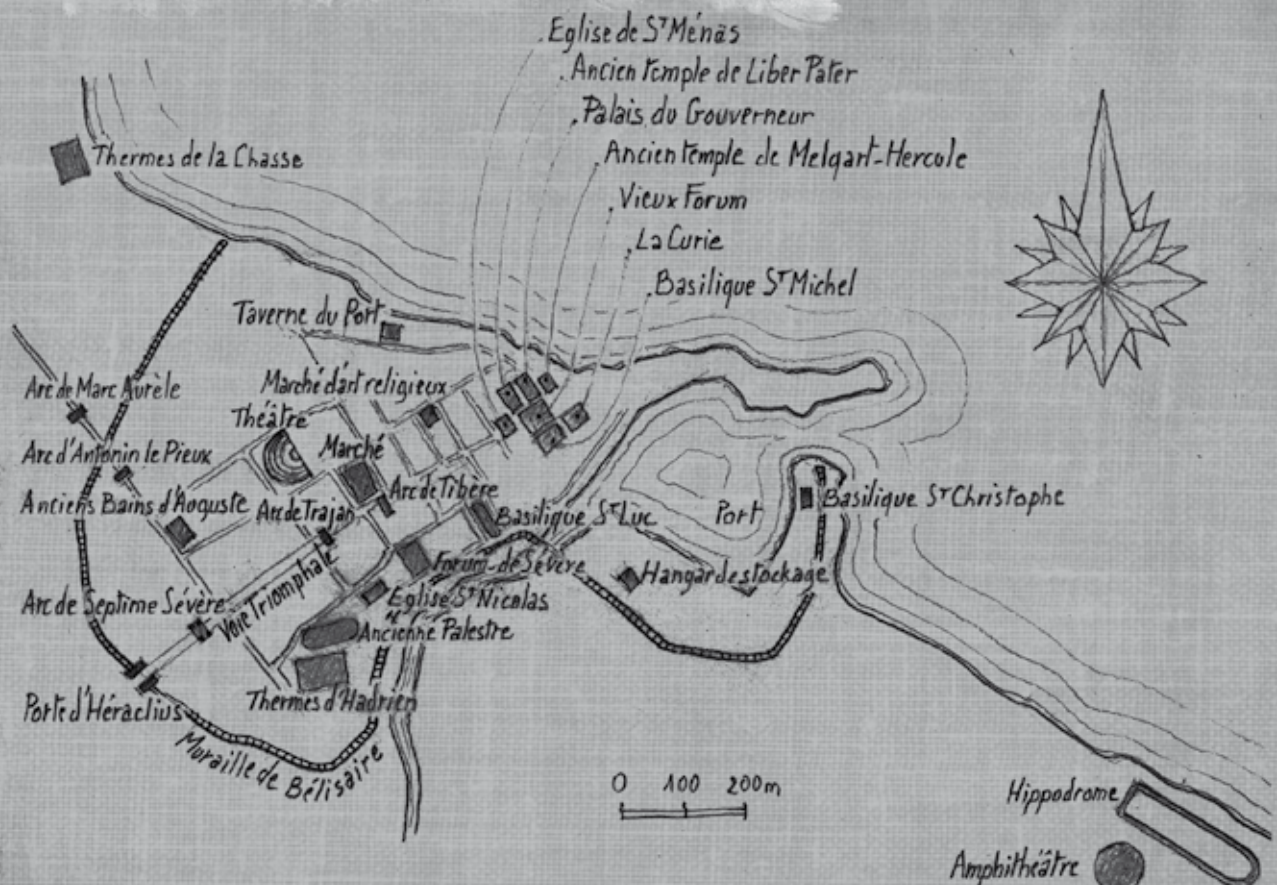 Eglise de Sᵀ Ménas
Ancien temple de Liber Pater
Palais du Gouverneur
Ancien temple de Melqart-Hercule
Vieux Forum
La Curie
Basilique Sᵀ Michel
Thermes de la Chasse
Taverne du Port
Marché d'art religieux
Arc de Marc Aurèle
Théâtre
Marché
Arc d'Antonin le Pieux
Arc de Tibère
Anciens Bains d'Auguste
Arc de Trajan
Basilique Sᵀ Luc
Port
Basilique Sᵀ Christophe
Forum de Sévère
Hangar de stockage
Arc de Septime Sévère
Voie Triomphale
Eglise Sᵀ Nicolas
Ancienne Palestre
Porte d'Héraclius
Thermes d'Hadrien
Muraille de Bélisaire
0 100 200m
Hippodrome
Amphithéâtre